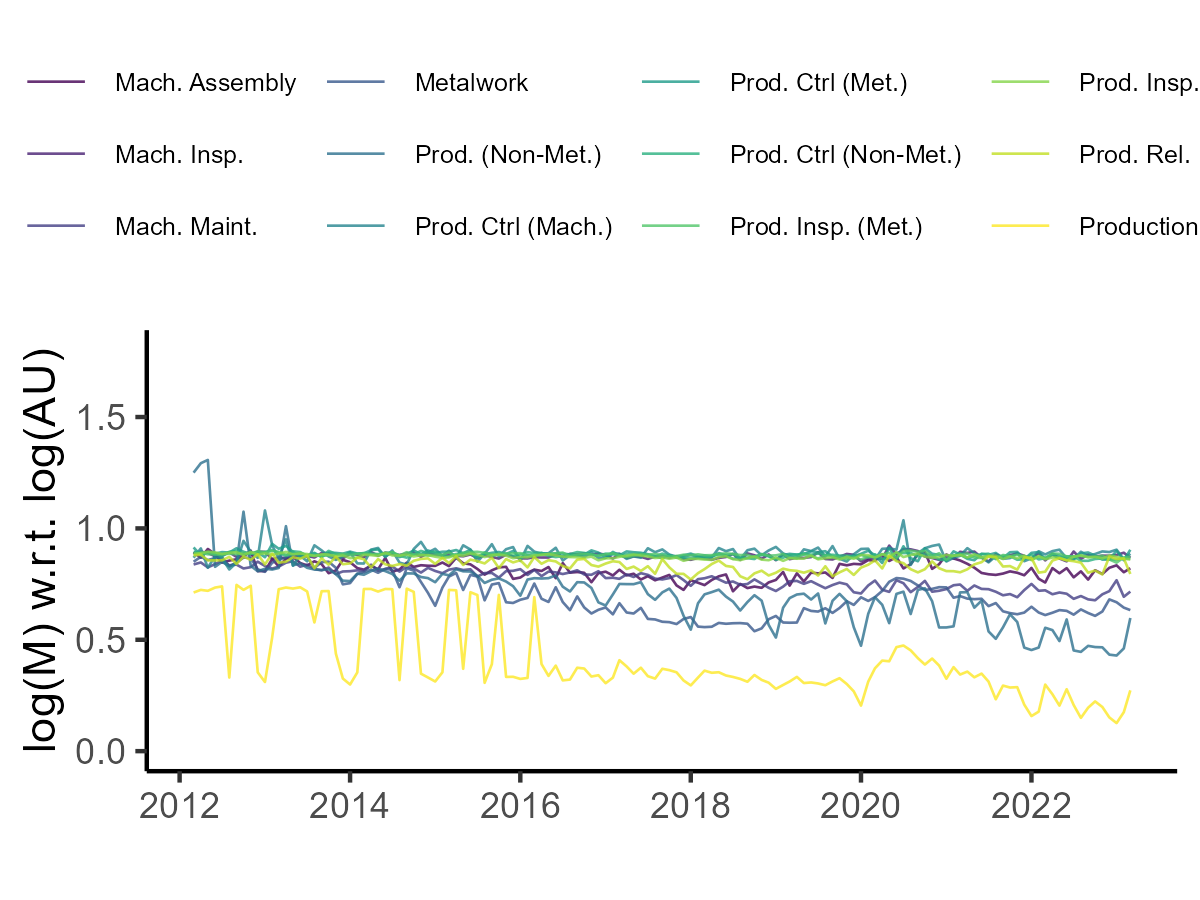 Mach. Assembly Metalwork Prod. Ctrl (Met.) Prod. Insp.
Mach. Insp. Prod. (Non-Met.) Prod. Ctrl (Non-Met.) Prod. Rel.
Mach. Maint. Prod. Ctrl (Mach.) Prod. Insp. (Met.) Production
log(M) w.r.t. log(AU)
1.5
1.0
0.5
0.0
2012 2014 2016 2018 2020 2022